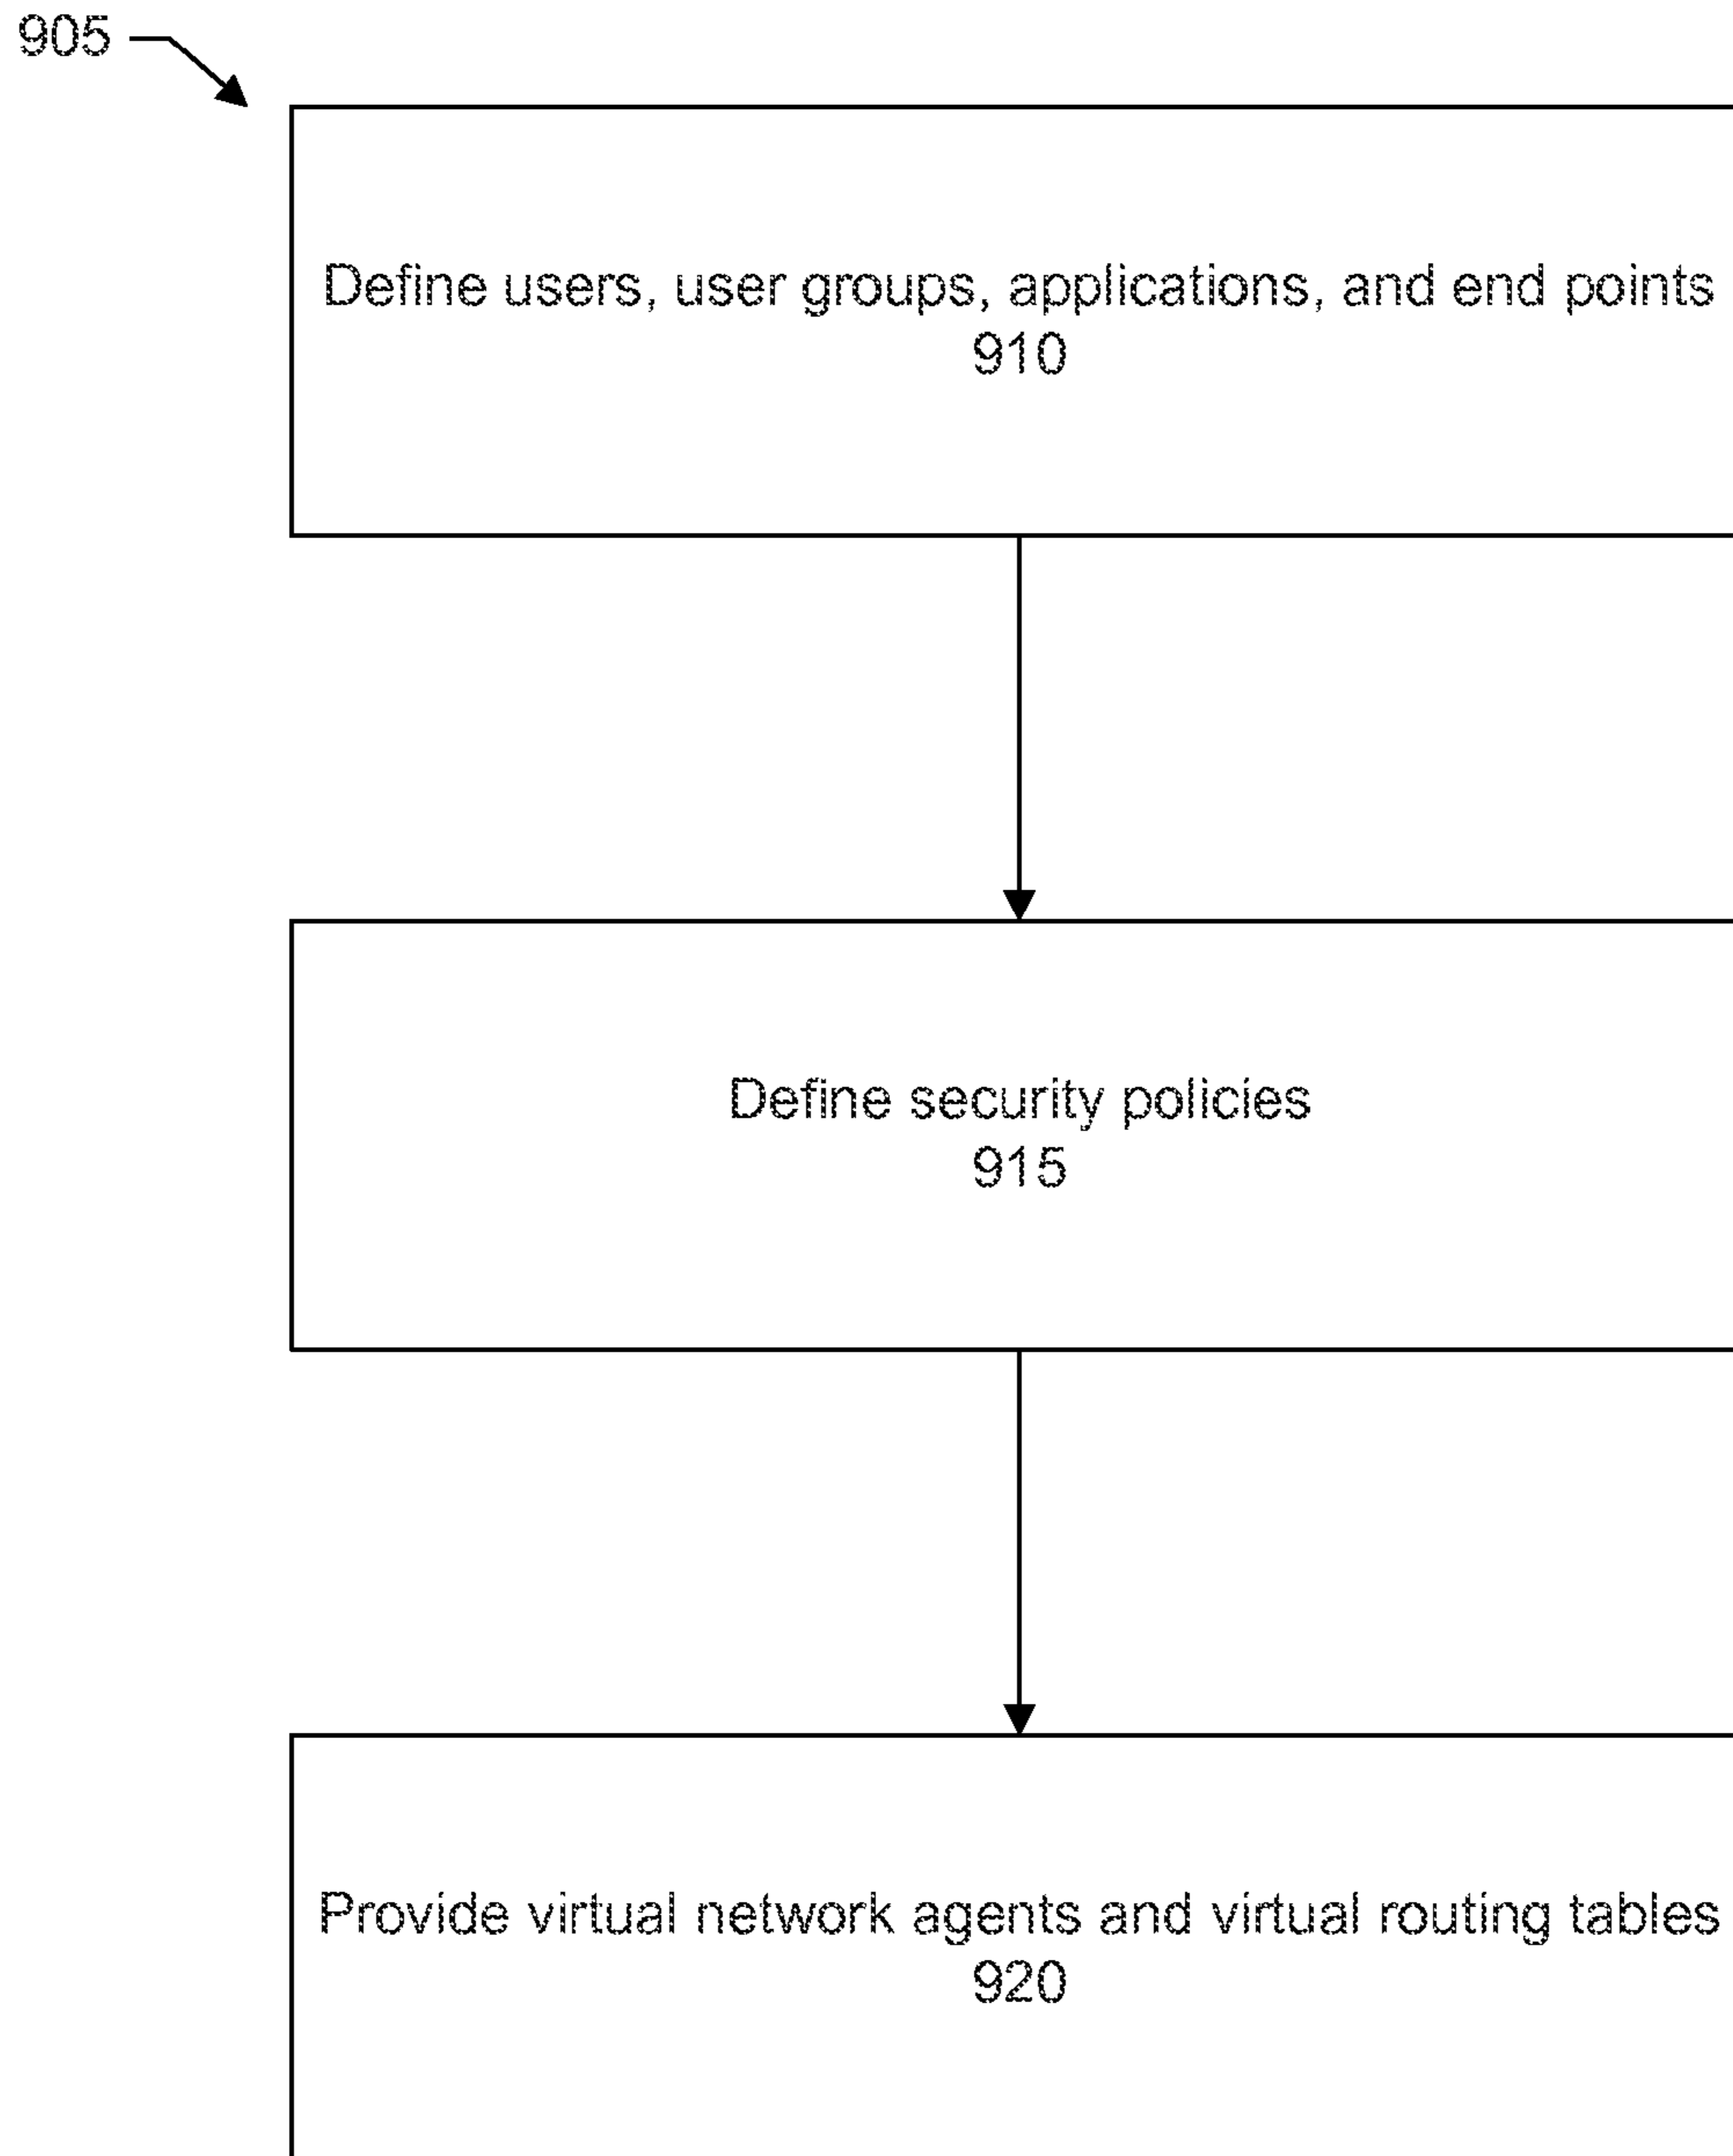 905
Define users, user groups, applications, and end points
910
Define security policies
915
Provide virtual network agents and virtual routing tables
920